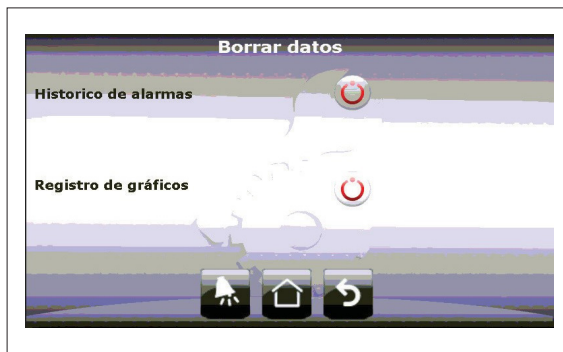 Borrar datos
Historico de alarmas
Registro de gráficos